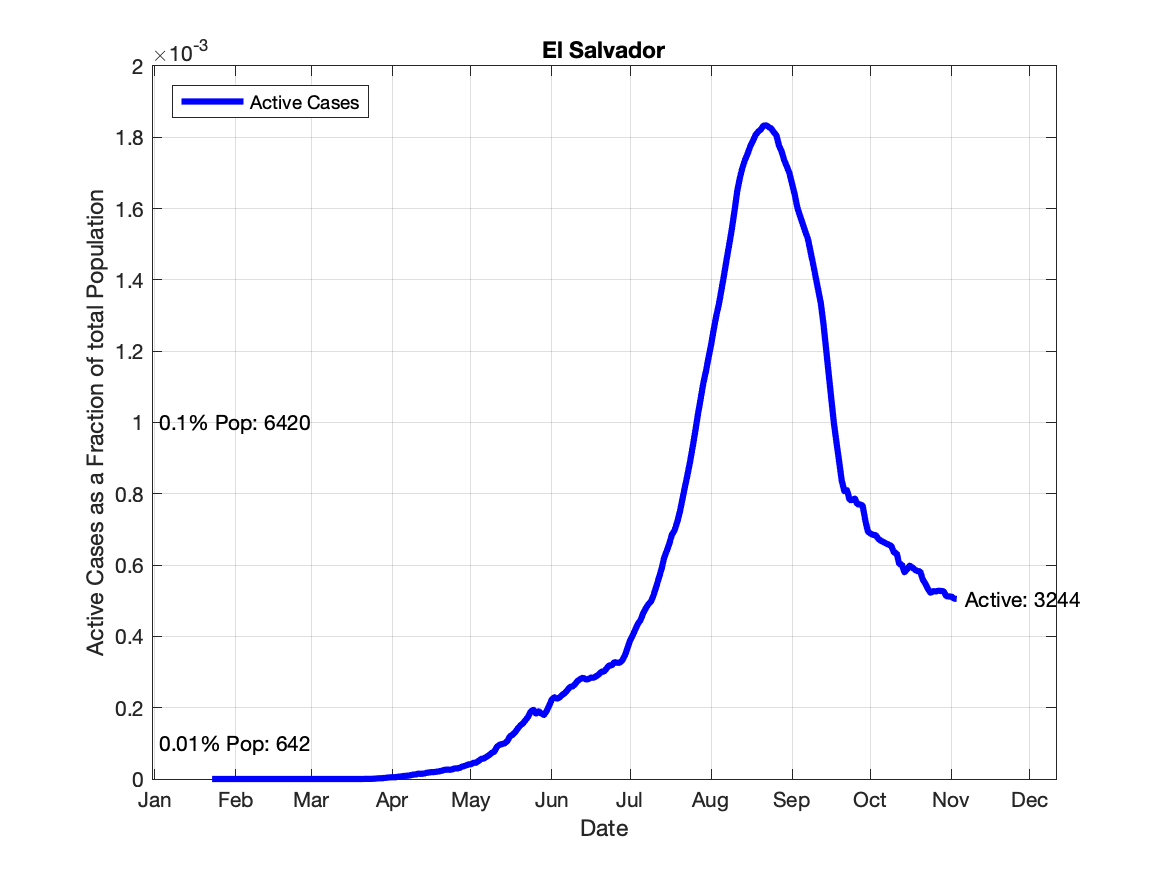 El Salvador
×10-3
Active Cases
2
1.8
1.6
1.4
1.2
1
0.8
0.6
0.4
0.2
0
0.1% Pop: 6420
0.01% Pop: 642
Active: 3244
Active Cases as a Fraction of total Population
Jan Feb Mar Apr May Jun Jul Aug Sep Oct Nov Dec
Date